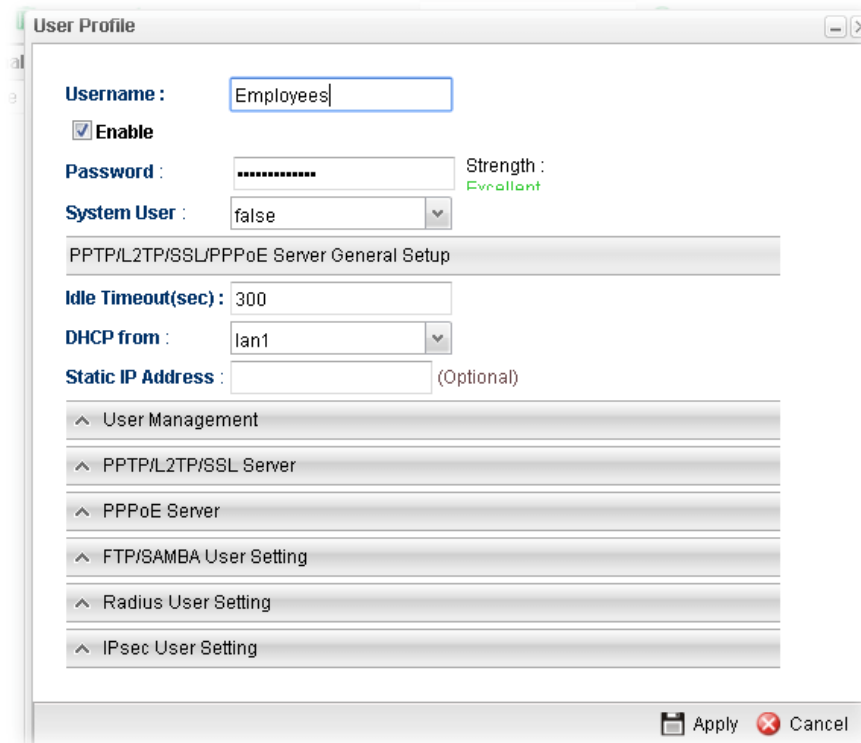 User Profile
Username :
Employees
Enable
Password :
•••••••••••••
Strength :
Excellent
System User :
false
PPTP/L2TP/SSL/PPPoE Server General Setup
Idle Timeout(sec) :
300
DHCP from :
lan1
Static IP Address :
(Optional)
User Management
PPTP/L2TP/SSL Server
PPPoE Server
FTP/SAMBA User Setting
Radius User Setting
IPsec User Setting
Apply
Cancel